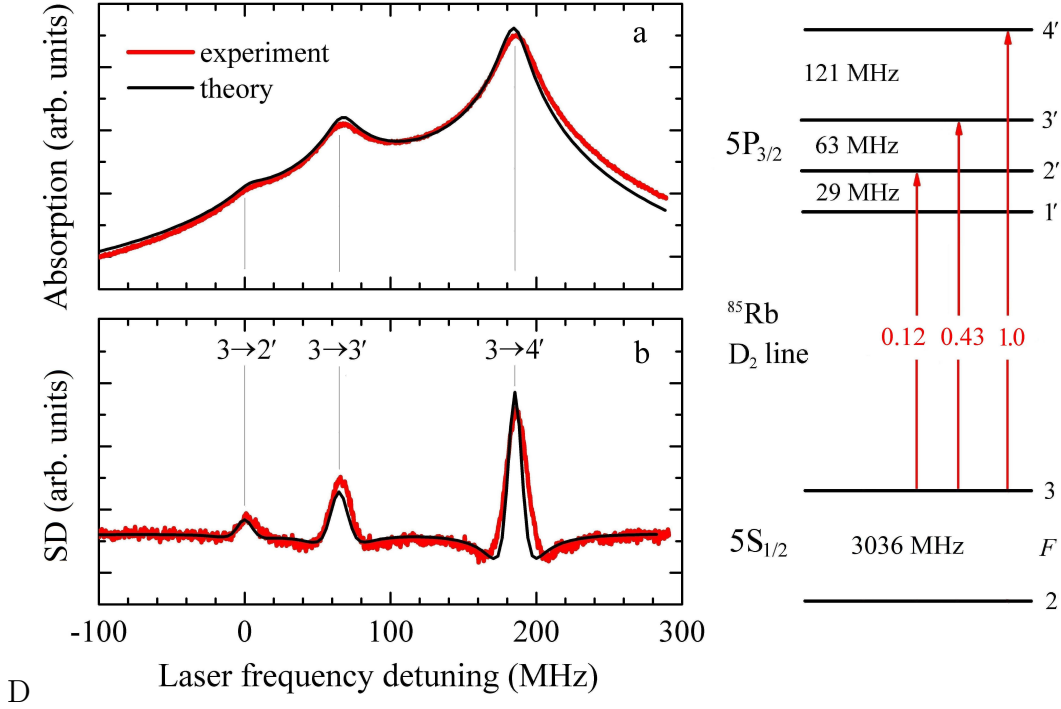 Absorption (arb. units)
a
experiment
theory
SD (arb. units)
3→2′ 3→3′ 3→4′ b
-100 0 100 200 300
Laser frequency detuning (MHz)
D
4′
121 MHz
3′
5P3/2
63 MHz
2′
29 MHz
1′
⁸⁵Rb
D₂ line
0.12 0.43 1.0
3
5S1/2
3036 MHz
F
2